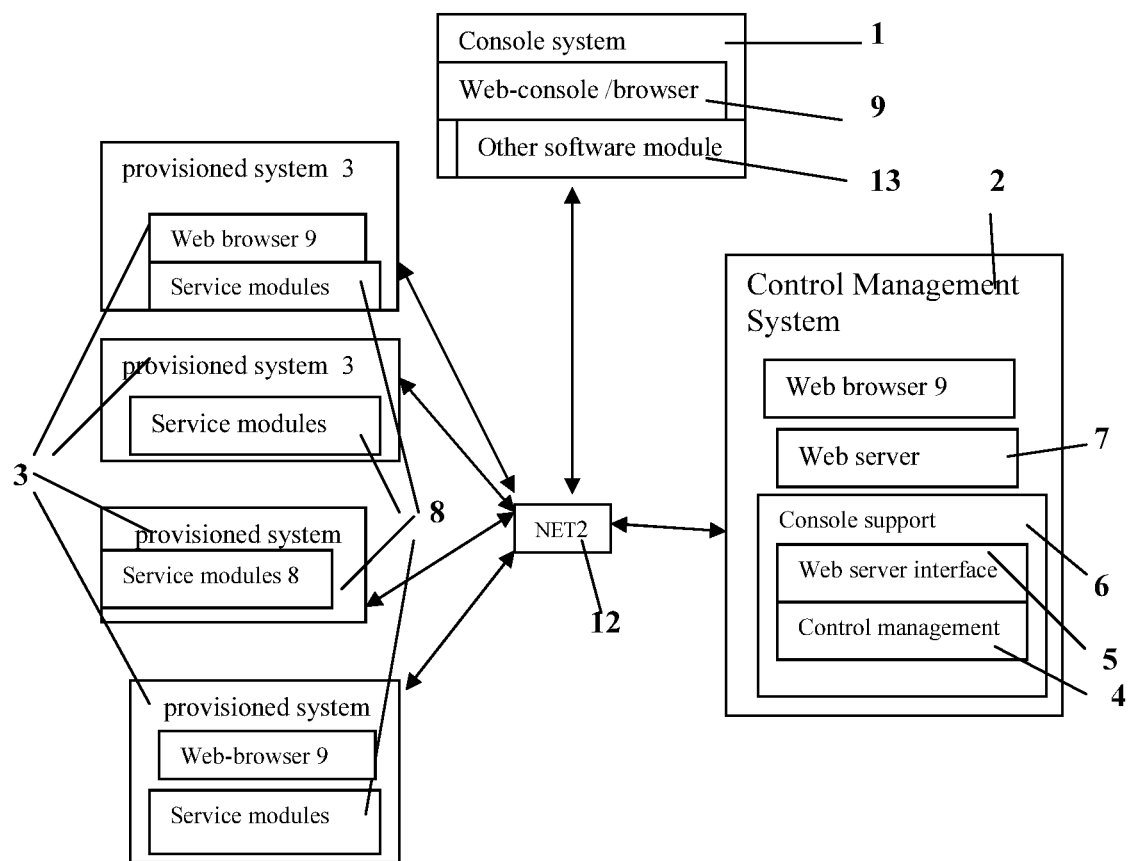 Console system
1
Web-console /browser
9
Other software module
13
provisioned system  3
Web browser 9
Service modules
provisioned system  3
Service modules
3
provisioned system
Service modules 8
8
provisioned system
Web-browser 9
Service modules
NET2
12
2
Control Management
System
Web browser 9
Web server
7
Console support
6
Web server interface
5
Control management
4